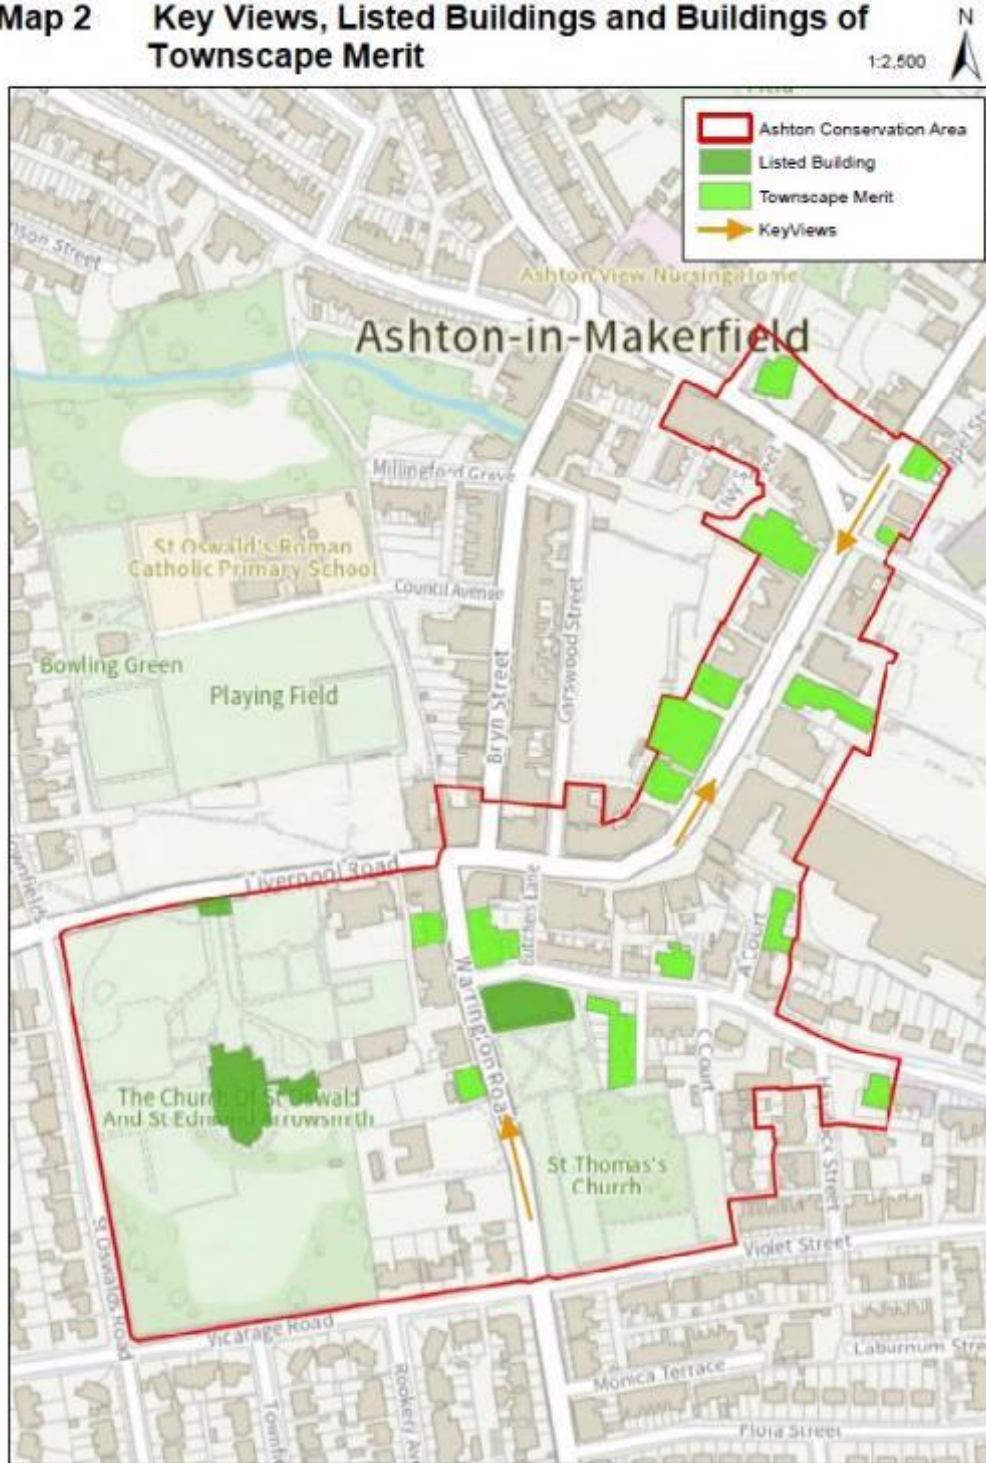 Map 2 Key Views, Listed Buildings and Buildings of
Townscape Merit
N
1:2,500
Ashton Conservation Area
Listed Building
Townscape Merit
KeyViews
Ashton View Nursing Home
Ashton-in-Makerfield
Millingford Grove
St Oswald's Roman
Catholic Primary School
Council Avenue
Garswood Street
Bowling Green
Playing Field
Bryn Street
Liverpool Road
Warrington Road
A Court
C Court
The Church Of St Oswald
And St Edmund Arrowsmith
St Thomas's
Church
St Oswalds Road
Violet Street
Vicarage Road
Laburnum
Monica Terrace
Flora Street